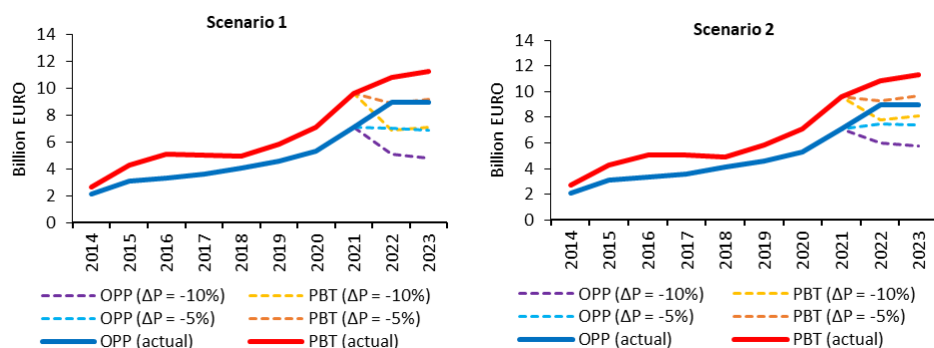 Scenario 1
Billion EURO
14
12
10
8
6
4
2
0
2014
2015
2016
2017
2018
2019
2020
2021
2022
2023
OPP (ΔP = -10%)
PBT (ΔP = -10%)
OPP (ΔP = -5%)
PBT (ΔP = -5%)
OPP (actual)
PBT (actual)
Scenario 2
Billion EURO
14
12
10
8
6
4
2
0
2014
2015
2016
2017
2018
2019
2020
2021
2022
2023
OPP (ΔP = -10%)
PBT (ΔP = -10%)
OPP (ΔP = -5%)
PBT (ΔP = -5%)
OPP (actual)
PBT (actual)